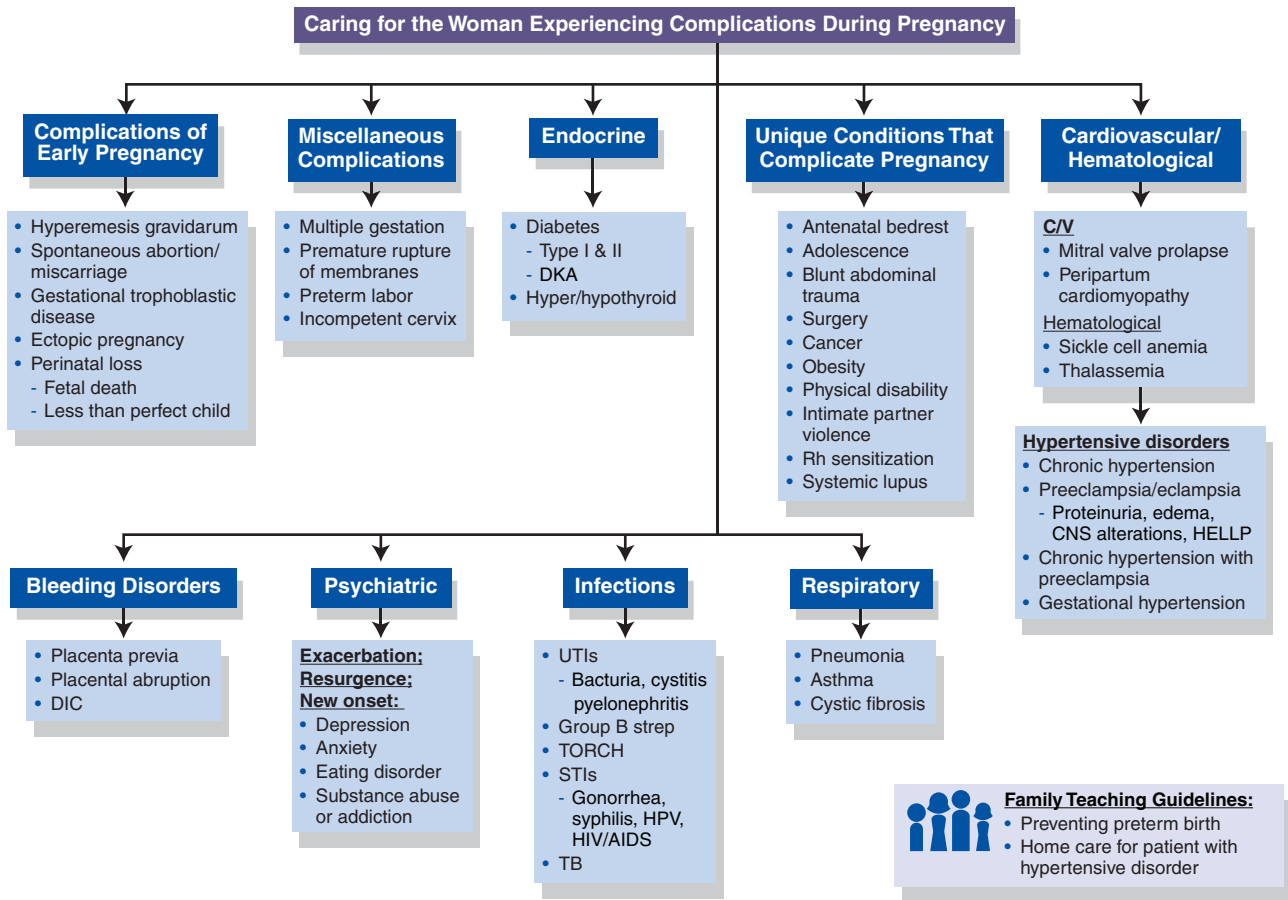 Caring for the Woman Experiencing Complications During Pregnancy
Complications of
Early Pregnancy
• Hyperemesis gravidarum
• Spontaneous abortion/
miscarriage
• Gestational trophoblastic
disease
• Ectopic pregnancy
• Perinatal loss
- Fetal death
- Less than perfect child
Miscellaneous
Complications
• Multiple gestation
• Premature rupture
of membranes
• Preterm labor
• Incompetent cervix
Endocrine
• Diabetes
- Type I & II
- DKA
• Hyper/hypothyroid
Unique Conditions That
Complicate Pregnancy
• Antenatal bedrest
• Adolescence
• Blunt abdominal
trauma
• Surgery
• Cancer
• Obesity
• Physical disability
• Intimate partner
violence
• Rh sensitization
• Systemic lupus
Cardiovascular/
Hematological
C/V
• Mitral valve prolapse
• Peripartum
cardiomyopathy
Hematological
• Sickle cell anemia
• Thalassemia
Hypertensive disorders
• Chronic hypertension
• Preeclampsia/eclampsia
- Proteinuria, edema,
CNS alterations, HELLP
• Chronic hypertension with
preeclampsia
• Gestational hypertension
Bleeding Disorders
• Placenta previa
• Placental abruption
• DIC
Psychiatric
Exacerbation;
Resurgence;
New onset:
• Depression
• Anxiety
• Eating disorder
• Substance abuse
or addiction
Infections
• UTIs
- Bacturia, cystitis
pyelonephritis
• Group B strep
• TORCH
• STIs
- Gonorrhea,
syphilis, HPV,
HIV/AIDS
• TB
Respiratory
• Pneumonia
• Asthma
• Cystic fibrosis
Family Teaching Guidelines:
• Preventing preterm birth
• Home care for patient with
hypertensive disorder